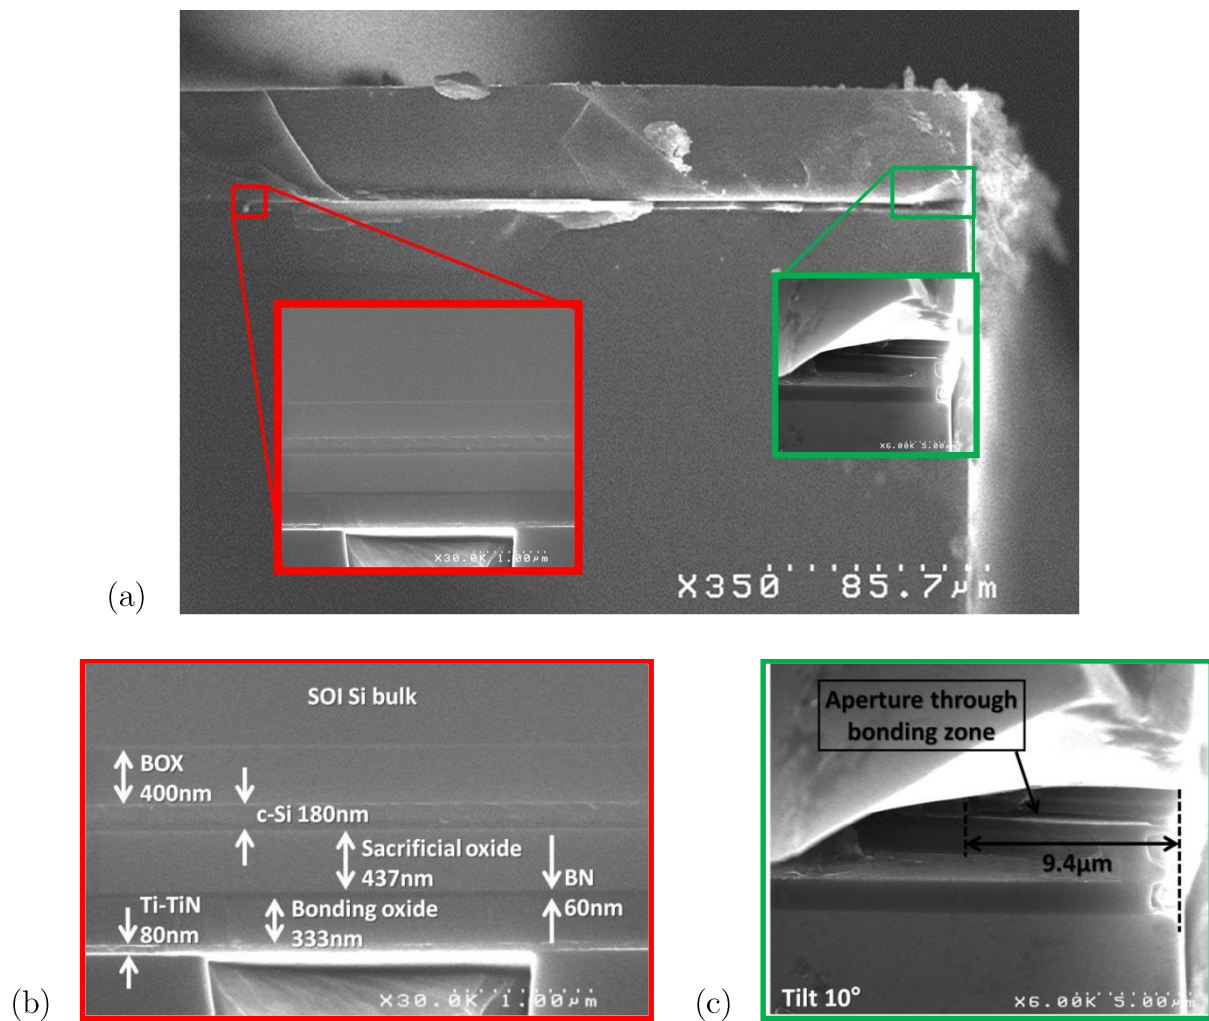 X30.0K 1.00µm
X6.00K 5.00µm
X350 85.7µm
(a)
SOI Si bulk
BOX
400nm
c-Si 180nm
Sacrificial oxide
437nm
BN
60nm
Ti-TiN
80nm
Bonding oxide
333nm
X30.0K 1.00µm
(b)
Aperture through
bonding zone
9.4µm
Tilt 10°
X6.00K 5.00µm
(c)